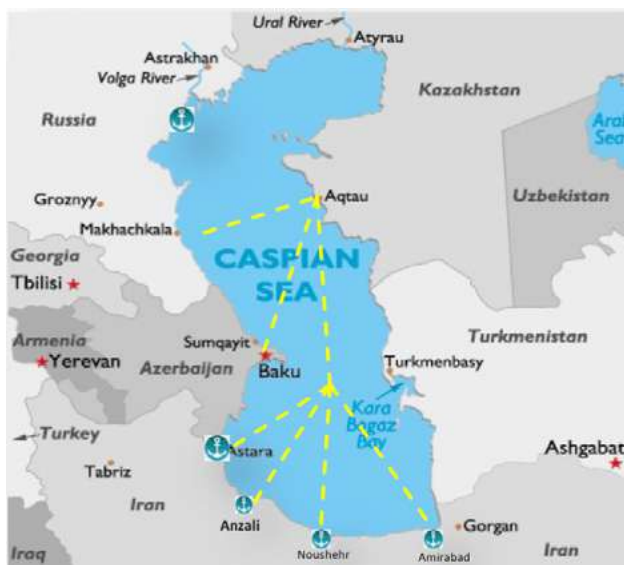 Ural River
Atyrau
Astrakhan
Volga River
Kazakhstan
Russia
Aral
Sea
Uzbekistan
Groznyy
Aqtau
Makhachkala
Georgia
CASPIAN
SEA
Tbilisi
Armenia
Sumqayit
Turkmenistan
Yerevan
Azerbaijan
Baku
Turkmenbasy
Kara
Bogaz
Bay
Turkey
Astara
Ashgabat
Tabriz
Iran
Anzali
Noushehr
Amirabad
Gorgan
Iraq
Iran